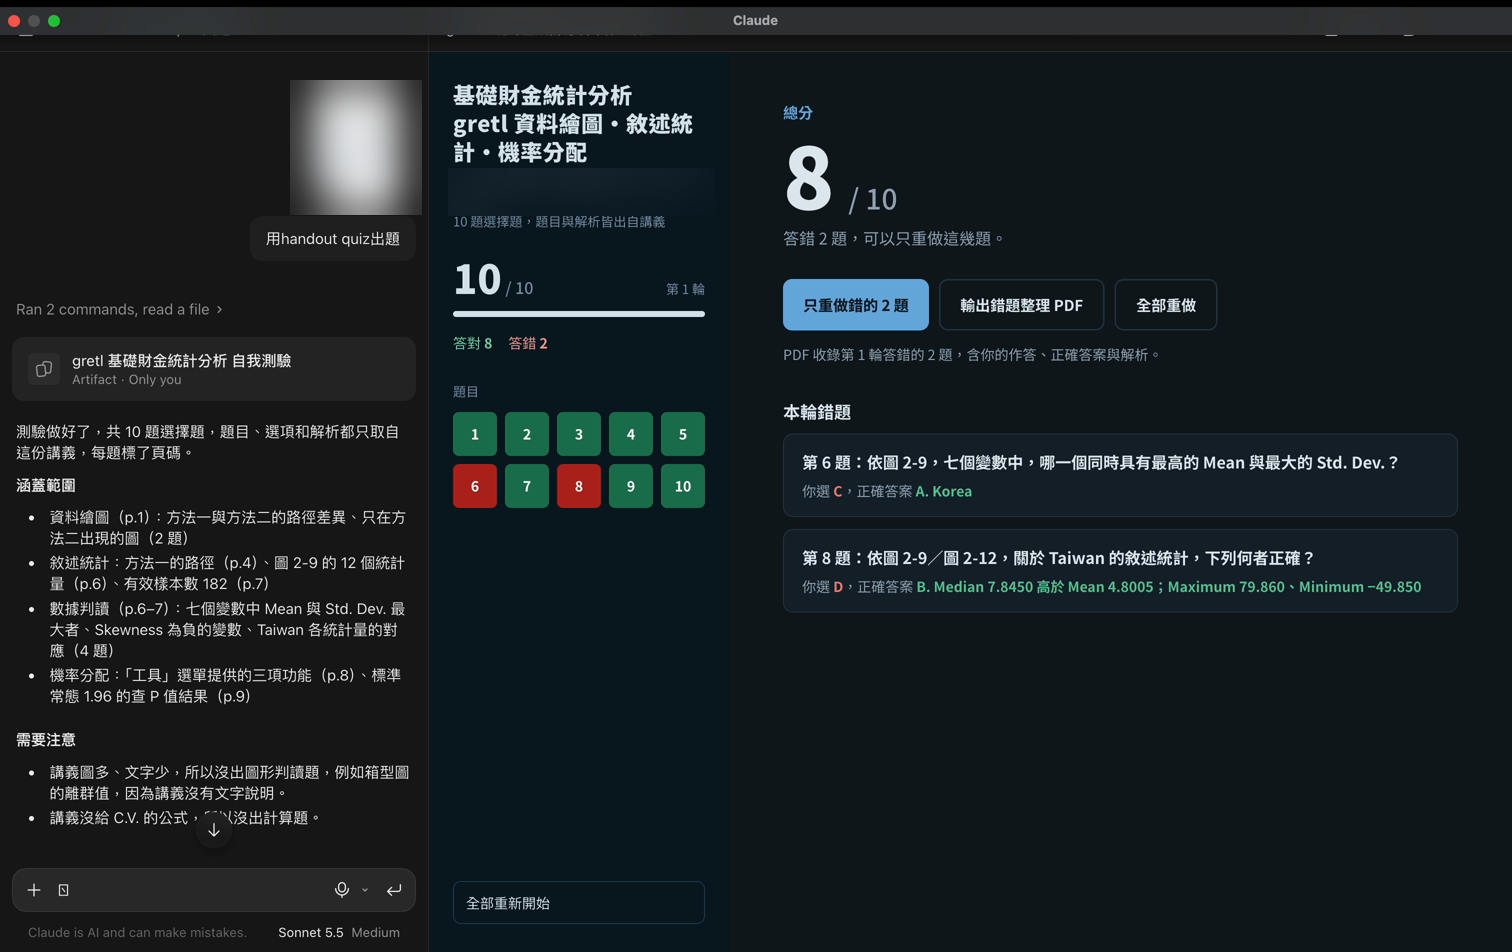 Claude
用handout quiz出題
Ran 2 commands, read a file >
gretl 基礎財金統計分析 自我測驗
Artifact · Only you
測驗做好了，共 10 題選擇題，題目、選項和解析都只取自
這份講義，每題標了頁碼。
涵蓋範圍
• 資料繪圖（p.1）：方法一與方法二的路徑差異、只在方
法二出現的圖（2 題）
• 敘述統計：方法一的路徑（p.4）、圖 2-9 的 12 個統計
量（p.6）、有效樣本數 182（p.7）
• 數據判讀（p.6–7）：七個變數中 Mean 與 Std. Dev. 最
大者、Skewness 為負的變數、Taiwan 各統計量的對
應（4 題）
• 機率分配：「工具」選單提供的三項功能（p.8）、標準
常態 1.96 的查 P 值結果（p.9）
需要注意
• 講義圖多、文字少，所以沒出圖形判讀題，例如箱型圖
的離群值，因為講義沒有文字說明。
• 講義沒給 C.V. 的公式，所以沒出計算題。
Claude is AI and can make mistakes.
Sonnet 5.5 Medium
基礎財金統計分析
gretl 資料繪圖・敘述統
計・機率分配
10 題選擇題，題目與解析皆出自講義
10 / 10
第 1 輪
答對 8 答錯 2
題目
1 2 3 4 5
6 7 8 9 10
全部重新開始
總分
8 / 10
答錯 2 題，可以只重做這幾題。
只重做錯的 2 題
輸出錯題整理 PDF
全部重做
PDF 收錄第 1 輪答錯的 2 題，含你的作答、正確答案與解析。
本輪錯題
第 6 題：依圖 2-9，七個變數中，哪一個同時具有最高的 Mean 與最大的 Std. Dev.？
你選 C，正確答案 A. Korea
第 8 題：依圖 2-9／圖 2-12，關於 Taiwan 的敘述統計，下列何者正確？
你選 D，正確答案 B. Median 7.8450 高於 Mean 4.8005；Maximum 79.860、Minimum −49.850